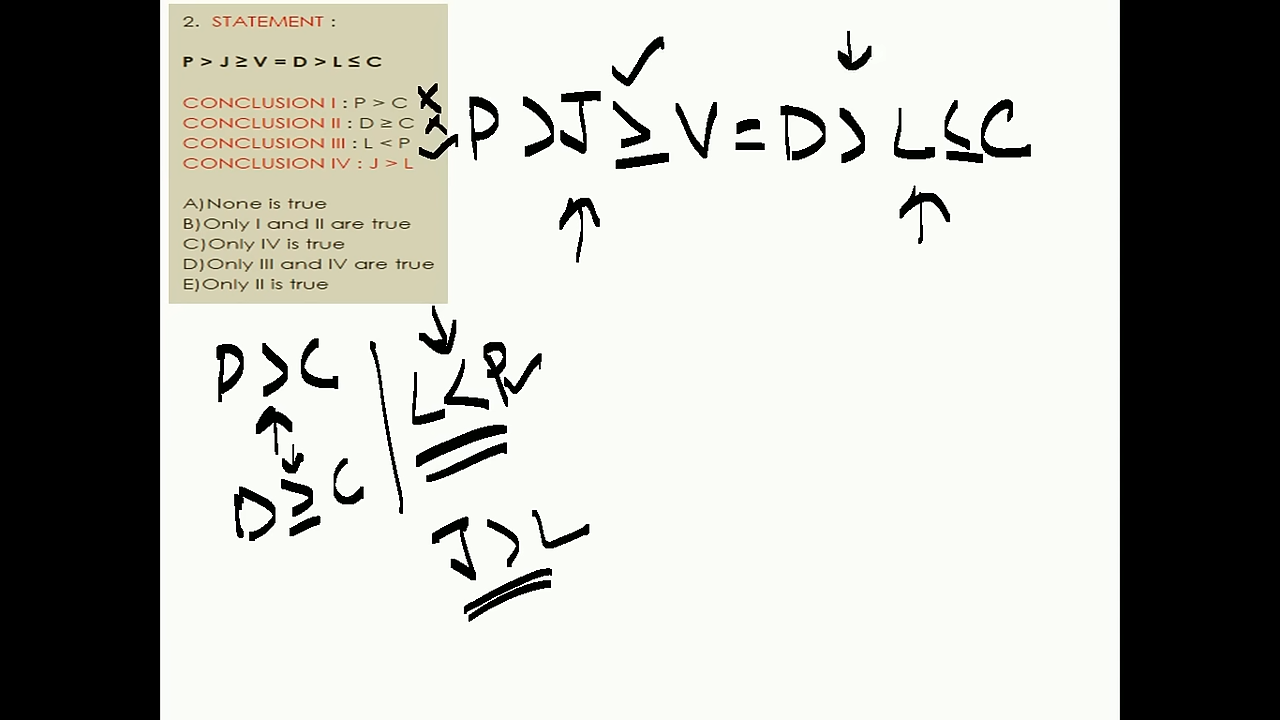 2. STATEMENT :
P > J ≥ V = D > L ≤ C
CONCLUSION I : P > C
CONCLUSION II : D ≥ C
CONCLUSION III : L < P
CONCLUSION IV : J > L
A)None is true
B)Only I and II are true
C)Only IV is true
D)Only III and IV are true
E)Only II is true
P > J ≥ V = D > L ≤ C
D > C
D ≥ C
L < P
J > L